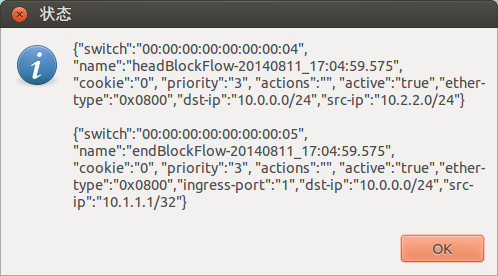 状态
{"switch":"00:00:00:00:00:00:00:04",
"name":"headBlockFlow-20140811_17:04:59.575",
"cookie":"0", "priority":"3", "actions":"", "active":"true","ether-
type":"0x0800","dst-ip":"10.0.0.0/24","src-ip":"10.2.2.0/24"}
{"switch":"00:00:00:00:00:00:00:05",
"name":"endBlockFlow-20140811_17:04:59.575",
"cookie":"0", "priority":"3", "actions":"", "active":"true","ether-
type":"0x0800","ingress-port":"1","dst-ip":"10.0.0.0/24","src-
ip":"10.1.1.1/32"}
OK